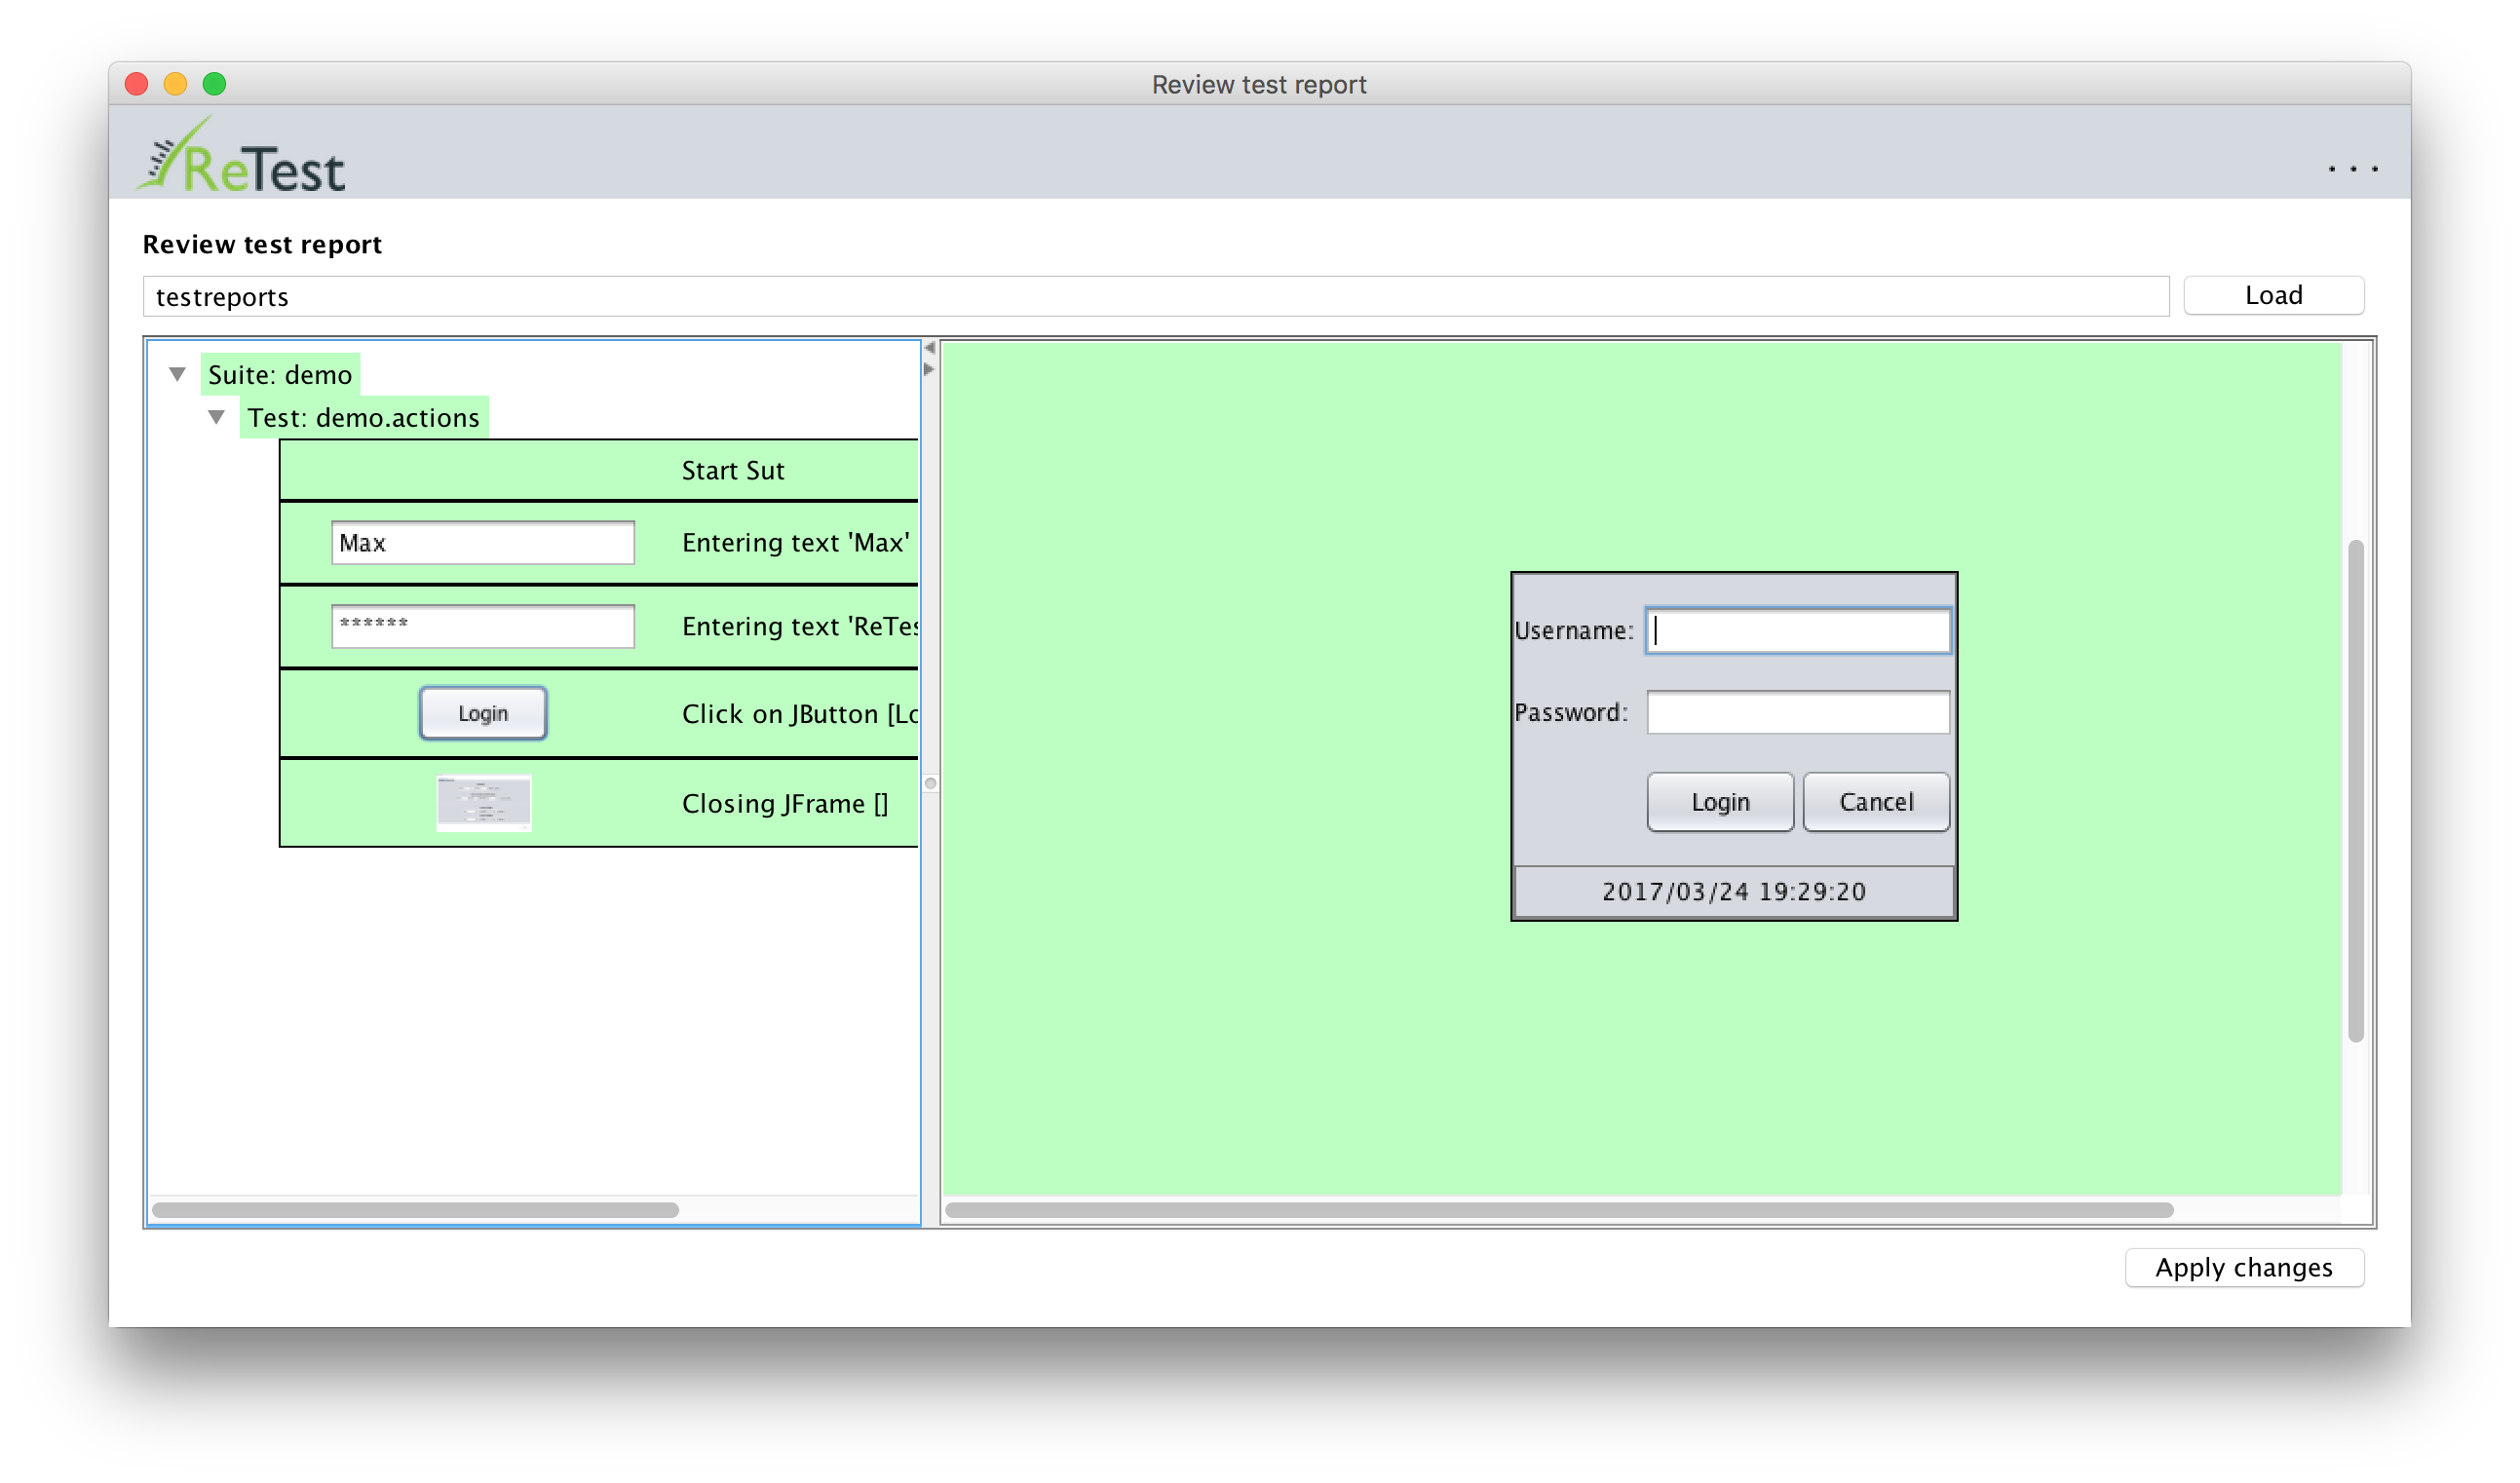 Review test report
ReTest
...
Review test report
testreports
Load
Suite: demo
Test: demo.actions
Start Sut
Max
Entering text 'Max'
******
Entering text 'ReTes
Login
Click on JButton [Lo
Closing JFrame []
Username:
Password:
Login
Cancel
2017/03/24 19:29:20
Apply changes